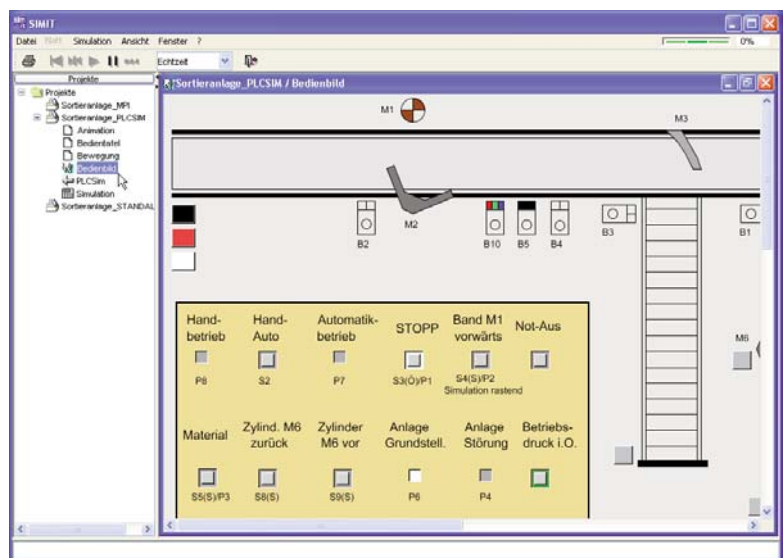 SIMIT
Datei
Simulation Ansicht Fenster ?
0%
Echtzeit
Projekte
Projekte
Sortieranlage_MPI
Sortieranlage_PLCSIM
Animation
Bedientafel
Bewegung
Bedienbild
PLCSim
Simulation
Sortieranlage_STANDAL
Sortieranlage_PLCSIM / Bedienbild
M1
M3
M2
B2
B10
B5
B4
B3
B1
M6
Hand-
betrieb
P8
Hand-
Auto
S2
Automatik-
betrieb
P7
STOPP
S3(Ö)/P1
Band M1
vorwärts
S4(S)/P2
Simulation rastend
Not-Aus
Material
S5(S)/P3
Zylind. M6
zurück
S8(S)
Zylinder
M6 vor
S9(S)
Anlage
Grundstell.
P6
Anlage
Störung
P4
Betriebs-
druck i.O.